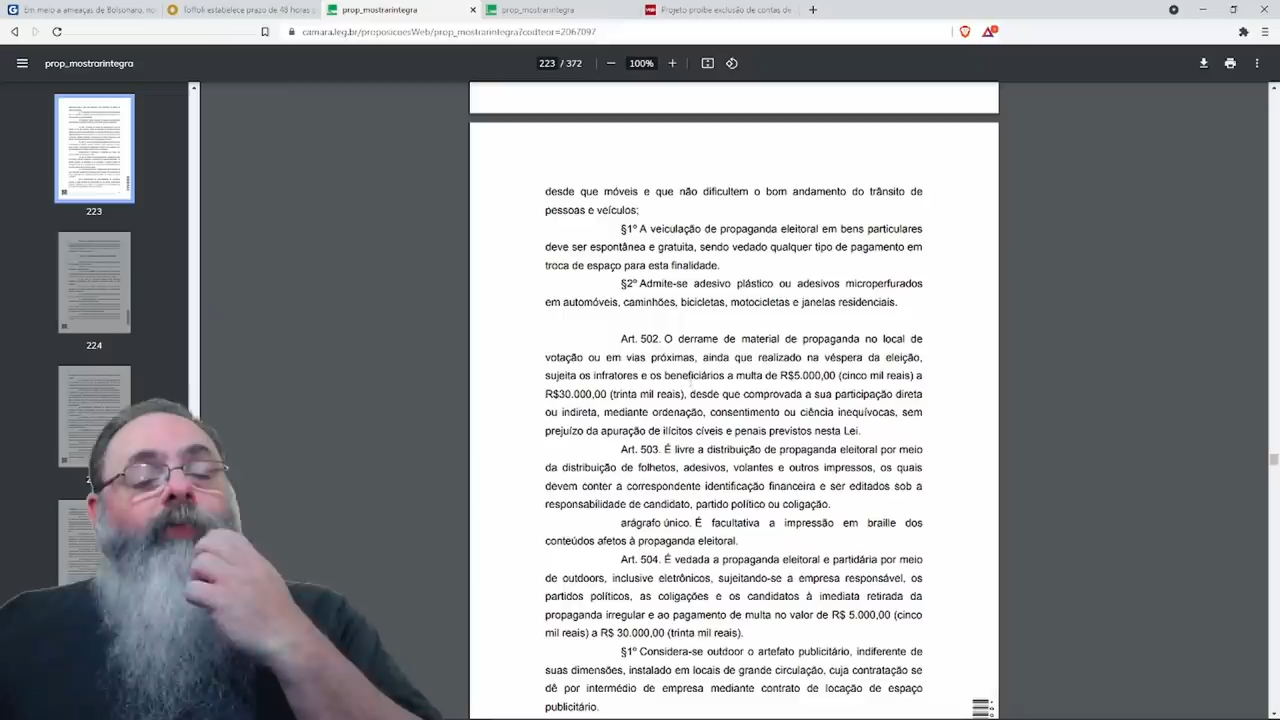 Em meio a ameaças de Bolsonaro, no
Toffoli estabelece prazo de 48 horas
prop_mostrarintegra
prop_mostrarintegra
Projeto proíbe exclusão de contas de
camara.leg.br/proposicoesWeb/prop_mostrarintegra?codteor=2067097
prop_mostrarintegra
223 / 372
100%
223
224
desde que móveis e que não dificultem o bom andamento do trânsito de
pessoas e veículos;
§1º A veiculação de propaganda eleitoral em bens particulares
deve ser espontânea e gratuita, sendo vedado qualquer tipo de pagamento em
troca de espaço para esta finalidade.
§2º Admite-se adesivo plástico ou adesivos microperfurados
em automóveis, caminhões, bicicletas, motocicletas e janelas residenciais.
Art. 502. O derrame de material de propaganda no local de
votação ou em vias próximas, ainda que realizado na véspera da eleição,
sujeita os infratores e os beneficiários a multa de R$5.000,00 (cinco mil reais) a
R$30.000,00 (trinta mil reais), desde que comprovada a sua participação direta
ou indireta, mediante ordenação, consentimento ou ciência inequívocas, sem
prejuízo da apuração de ilícitos cíveis e penais previstos nesta Lei.
Art. 503. É livre a distribuição de propaganda eleitoral por meio
da distribuição de folhetos, adesivos, volantes e outros impressos, os quais
devem conter a correspondente identificação financeira e ser editados sob a
responsabilidade de candidato, partido político ou coligação.
arágrafo único. É facultativa a impressão em braille dos
conteúdos afetos à propaganda eleitoral.
Art. 504. É vedada a propaganda eleitoral e partidária por meio
de outdoors, inclusive eletrônicos, sujeitando-se a empresa responsável, os
partidos políticos, as coligações e os candidatos à imediata retirada da
propaganda irregular e ao pagamento de multa no valor de R$ 5.000,00 (cinco
mil reais) a R$ 30.000,00 (trinta mil reais).
§1º Considera-se outdoor o artefato publicitário, indiferente de
suas dimensões, instalado em locais de grande circulação, cuja contratação se
dê por intermédio de empresa mediante contrato de locação de espaço
publicitário.